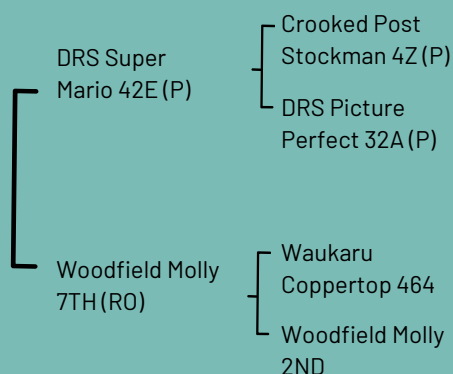 Crooked Post
Stockman 4Z (P)
DRS Super
Mario 42E (P)
DRS Picture
Perfect 32A (P)
Woodfield Molly
7TH (RO)
Waukaru
Coppertop 464
Woodfield Molly
2ND